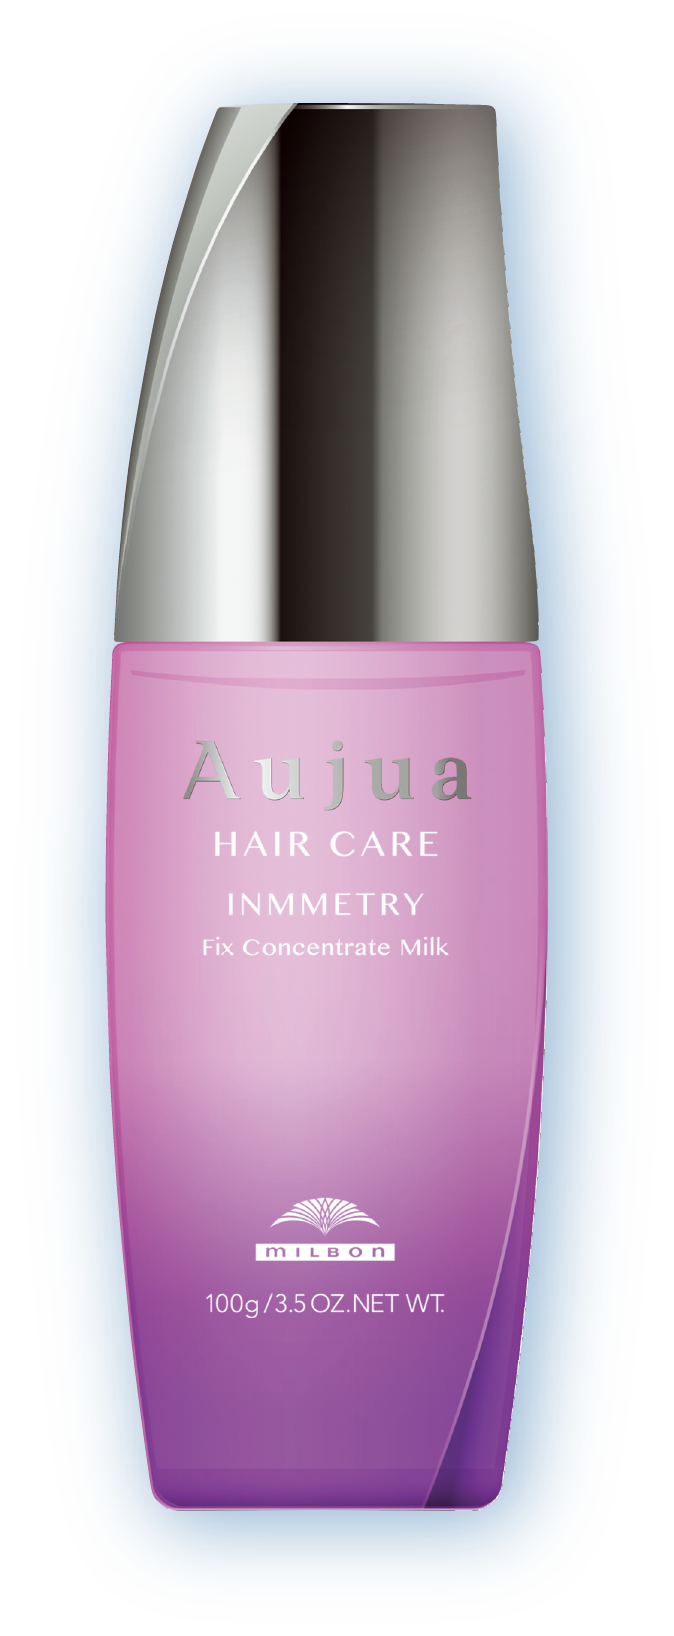 Aujua
HAIR CARE
INMMETRY
Fix Concentrate Milk
MILBON
100g/3.5 OZ.NET WT.